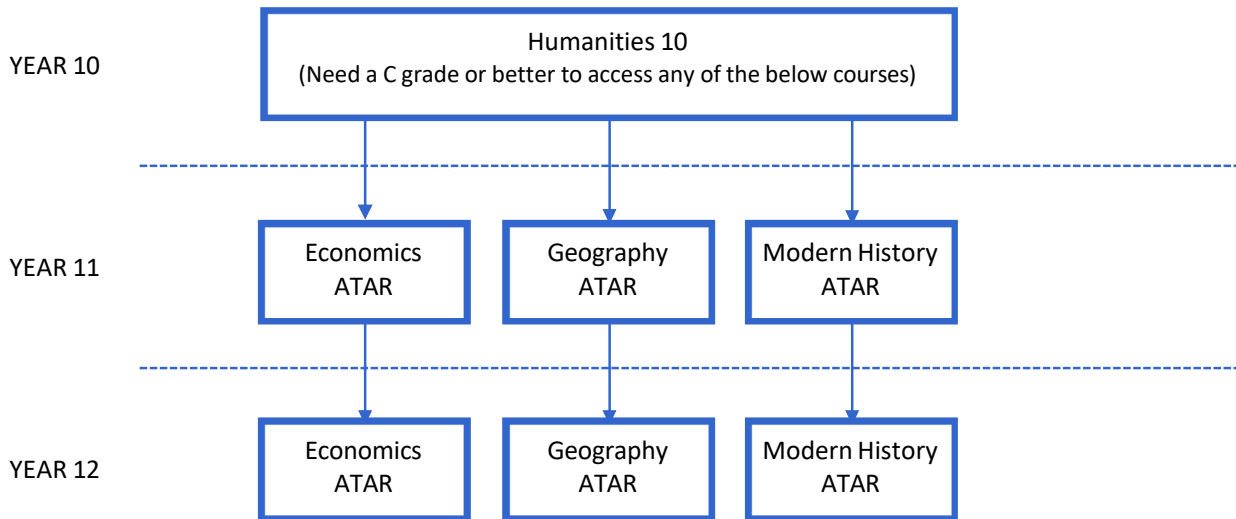 YEAR 10
Humanities 10
(Need a C grade or better to access any of the below courses)
YEAR 11
Economics
ATAR
Geography
ATAR
Modern History
ATAR
YEAR 12
Economics
ATAR
Geography
ATAR
Modern History
ATAR